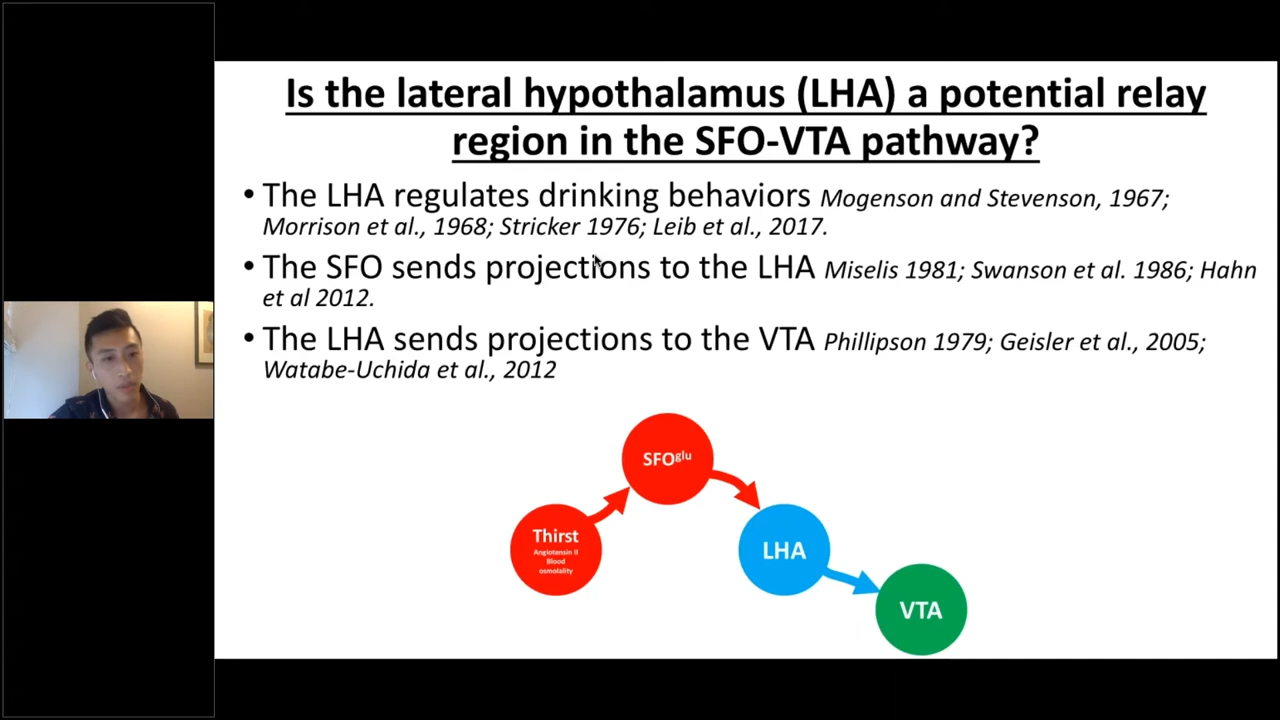 Is the lateral hypothalamus (LHA) a potential relay
region in the SFO-VTA pathway?
• The LHA regulates drinking behaviors Mogenson and Stevenson, 1967;
Morrison et al., 1968; Stricker 1976; Leib et al., 2017.
• The SFO sends projections to the LHA Miselis 1981; Swanson et al. 1986; Hahn
et al 2012.
• The LHA sends projections to the VTA Phillipson 1979; Geisler et al., 2005;
Watabe-Uchida et al., 2012
SFOglu
Thirst
Angiotensin II
Blood
osmolality
LHA
VTA